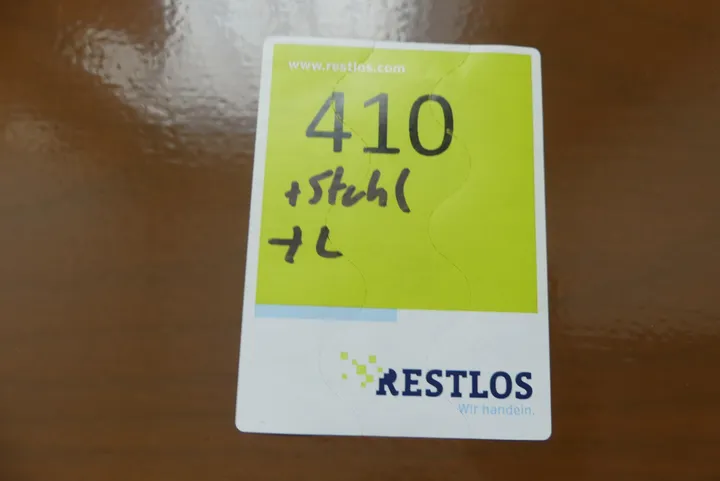 www.restlos.com
410
+ Stuhl
+ L
RESTLOS
Wir handeln.